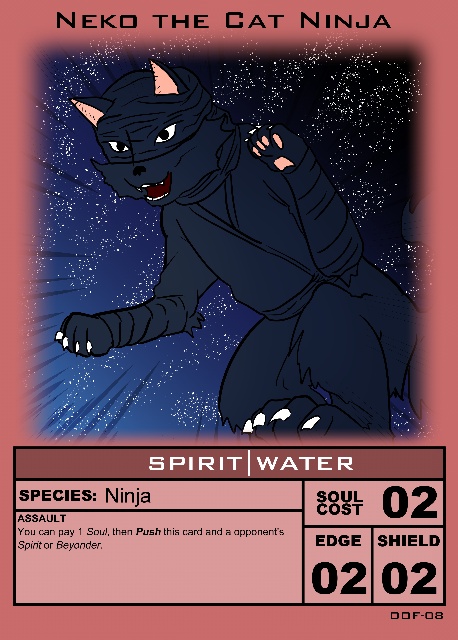 Neko the Cat Ninja
SPIRIT|WATER
SPECIES: Ninja
ASSAULT
You can pay 1 Soul, then Push this card and a opponent's
Spirit or Beyonder.
SOUL
COST 02
EDGE SHIELD
02 02
DOF-08